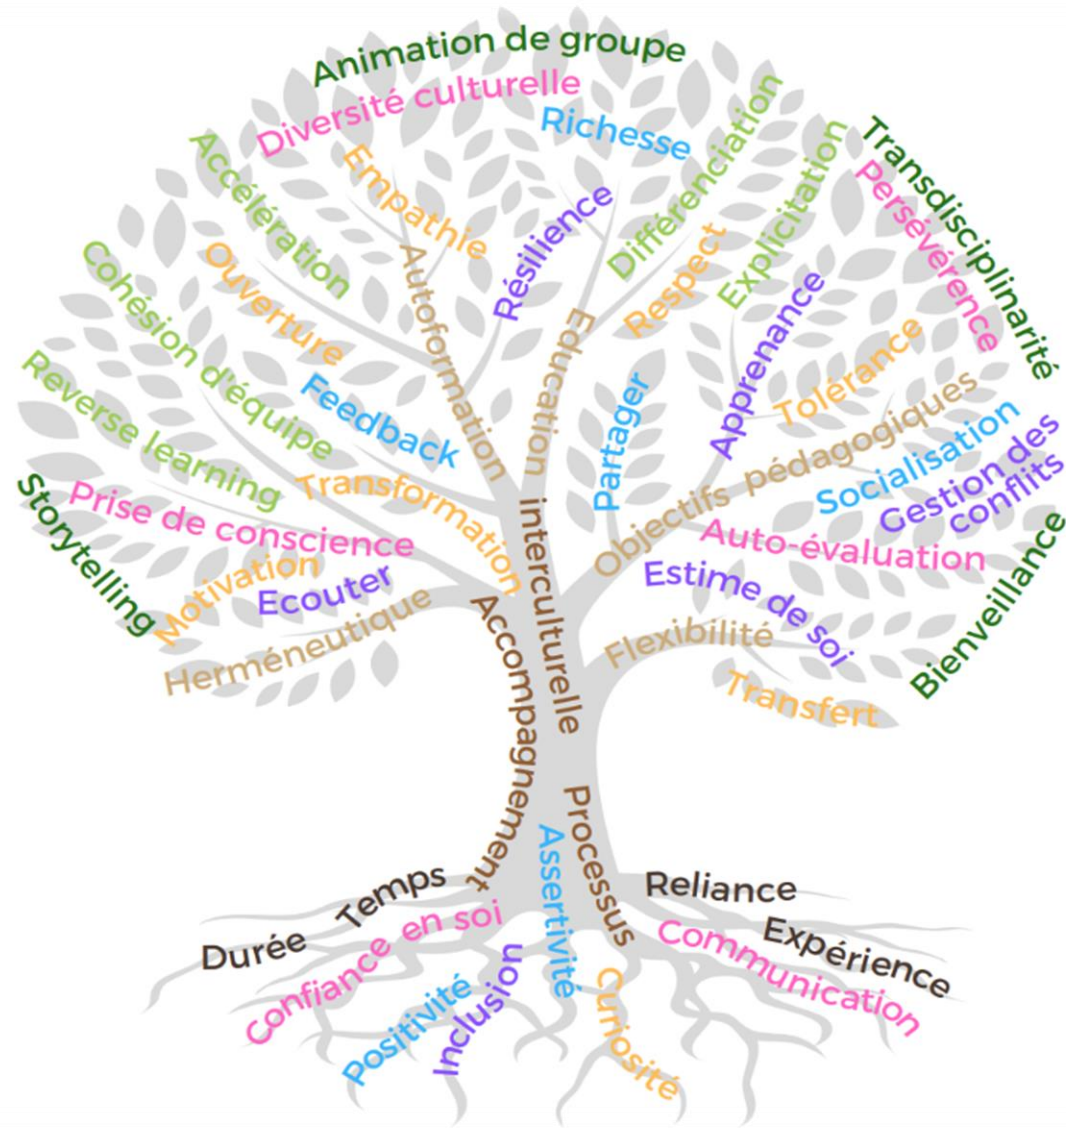 Animation de groupe
Diversité culturelle
Richesse
Accélération
Empathie
Résilience
Différenciation
Explicitation
Transdisciplinarité
Persévérence
Cohésion d'équipe
Ouverture
Autoformation
Education
Respect
Apprenance
Tolérance
Reverse learning
Feedback
Partager
Objectifs pédagogiques
Socialisation
Gestion des
conflits
Storytelling
Prise de conscience
Transformation
interculturelle
Auto-évaluation
Bienveillance
Motivation
Ecouter
Herméneutique
Estime de soi
Flexibilité
Transfert
Accompagnement
Processus
Assertivité
Temps
Durée
Confiance en soi
Reliance
Expérience
Communication
Positivité
Inclusion
Curiosité